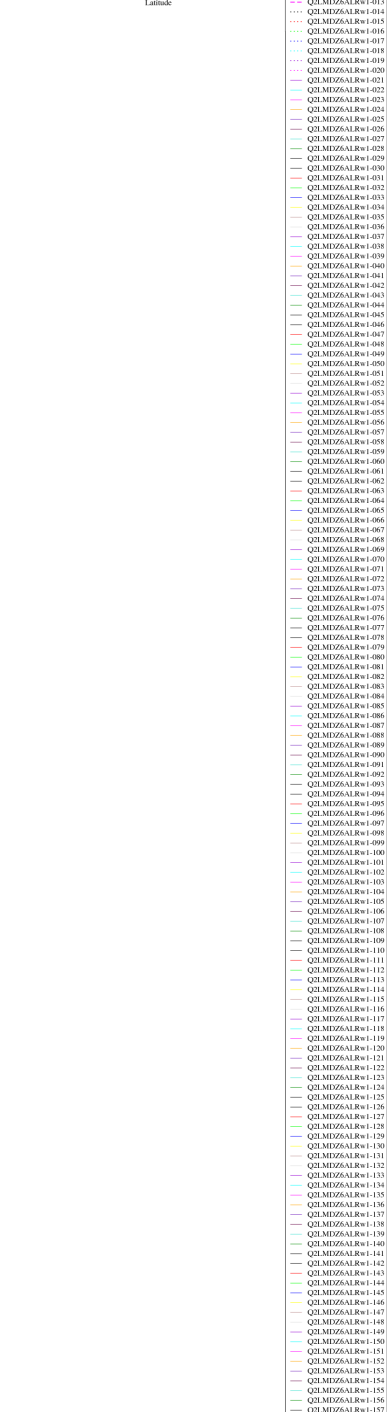 Latitude
Q2LMDZ6ALRw1-013
Q2LMDZ6ALRw1-014
Q2LMDZ6ALRw1-015
Q2LMDZ6ALRw1-016
Q2LMDZ6ALRw1-017
Q2LMDZ6ALRw1-018
Q2LMDZ6ALRw1-019
Q2LMDZ6ALRw1-020
Q2LMDZ6ALRw1-021
Q2LMDZ6ALRw1-022
Q2LMDZ6ALRw1-023
Q2LMDZ6ALRw1-024
Q2LMDZ6ALRw1-025
Q2LMDZ6ALRw1-026
Q2LMDZ6ALRw1-027
Q2LMDZ6ALRw1-028
Q2LMDZ6ALRw1-029
Q2LMDZ6ALRw1-030
Q2LMDZ6ALRw1-031
Q2LMDZ6ALRw1-032
Q2LMDZ6ALRw1-033
Q2LMDZ6ALRw1-034
Q2LMDZ6ALRw1-035
Q2LMDZ6ALRw1-036
Q2LMDZ6ALRw1-037
Q2LMDZ6ALRw1-038
Q2LMDZ6ALRw1-039
Q2LMDZ6ALRw1-040
Q2LMDZ6ALRw1-041
Q2LMDZ6ALRw1-042
Q2LMDZ6ALRw1-043
Q2LMDZ6ALRw1-044
Q2LMDZ6ALRw1-045
Q2LMDZ6ALRw1-046
Q2LMDZ6ALRw1-047
Q2LMDZ6ALRw1-048
Q2LMDZ6ALRw1-049
Q2LMDZ6ALRw1-050
Q2LMDZ6ALRw1-051
Q2LMDZ6ALRw1-052
Q2LMDZ6ALRw1-053
Q2LMDZ6ALRw1-054
Q2LMDZ6ALRw1-055
Q2LMDZ6ALRw1-056
Q2LMDZ6ALRw1-057
Q2LMDZ6ALRw1-058
Q2LMDZ6ALRw1-059
Q2LMDZ6ALRw1-060
Q2LMDZ6ALRw1-061
Q2LMDZ6ALRw1-062
Q2LMDZ6ALRw1-063
Q2LMDZ6ALRw1-064
Q2LMDZ6ALRw1-065
Q2LMDZ6ALRw1-066
Q2LMDZ6ALRw1-067
Q2LMDZ6ALRw1-068
Q2LMDZ6ALRw1-069
Q2LMDZ6ALRw1-070
Q2LMDZ6ALRw1-071
Q2LMDZ6ALRw1-072
Q2LMDZ6ALRw1-073
Q2LMDZ6ALRw1-074
Q2LMDZ6ALRw1-075
Q2LMDZ6ALRw1-076
Q2LMDZ6ALRw1-077
Q2LMDZ6ALRw1-078
Q2LMDZ6ALRw1-079
Q2LMDZ6ALRw1-080
Q2LMDZ6ALRw1-081
Q2LMDZ6ALRw1-082
Q2LMDZ6ALRw1-083
Q2LMDZ6ALRw1-084
Q2LMDZ6ALRw1-085
Q2LMDZ6ALRw1-086
Q2LMDZ6ALRw1-087
Q2LMDZ6ALRw1-088
Q2LMDZ6ALRw1-089
Q2LMDZ6ALRw1-090
Q2LMDZ6ALRw1-091
Q2LMDZ6ALRw1-092
Q2LMDZ6ALRw1-093
Q2LMDZ6ALRw1-094
Q2LMDZ6ALRw1-095
Q2LMDZ6ALRw1-096
Q2LMDZ6ALRw1-097
Q2LMDZ6ALRw1-098
Q2LMDZ6ALRw1-099
Q2LMDZ6ALRw1-100
Q2LMDZ6ALRw1-101
Q2LMDZ6ALRw1-102
Q2LMDZ6ALRw1-103
Q2LMDZ6ALRw1-104
Q2LMDZ6ALRw1-105
Q2LMDZ6ALRw1-106
Q2LMDZ6ALRw1-107
Q2LMDZ6ALRw1-108
Q2LMDZ6ALRw1-109
Q2LMDZ6ALRw1-110
Q2LMDZ6ALRw1-111
Q2LMDZ6ALRw1-112
Q2LMDZ6ALRw1-113
Q2LMDZ6ALRw1-114
Q2LMDZ6ALRw1-115
Q2LMDZ6ALRw1-116
Q2LMDZ6ALRw1-117
Q2LMDZ6ALRw1-118
Q2LMDZ6ALRw1-119
Q2LMDZ6ALRw1-120
Q2LMDZ6ALRw1-121
Q2LMDZ6ALRw1-122
Q2LMDZ6ALRw1-123
Q2LMDZ6ALRw1-124
Q2LMDZ6ALRw1-125
Q2LMDZ6ALRw1-126
Q2LMDZ6ALRw1-127
Q2LMDZ6ALRw1-128
Q2LMDZ6ALRw1-129
Q2LMDZ6ALRw1-130
Q2LMDZ6ALRw1-131
Q2LMDZ6ALRw1-132
Q2LMDZ6ALRw1-133
Q2LMDZ6ALRw1-134
Q2LMDZ6ALRw1-135
Q2LMDZ6ALRw1-136
Q2LMDZ6ALRw1-137
Q2LMDZ6ALRw1-138
Q2LMDZ6ALRw1-139
Q2LMDZ6ALRw1-140
Q2LMDZ6ALRw1-141
Q2LMDZ6ALRw1-142
Q2LMDZ6ALRw1-143
Q2LMDZ6ALRw1-144
Q2LMDZ6ALRw1-145
Q2LMDZ6ALRw1-146
Q2LMDZ6ALRw1-147
Q2LMDZ6ALRw1-148
Q2LMDZ6ALRw1-149
Q2LMDZ6ALRw1-150
Q2LMDZ6ALRw1-151
Q2LMDZ6ALRw1-152
Q2LMDZ6ALRw1-153
Q2LMDZ6ALRw1-154
Q2LMDZ6ALRw1-155
Q2LMDZ6ALRw1-156
Q2LMDZ6ALRw1-157